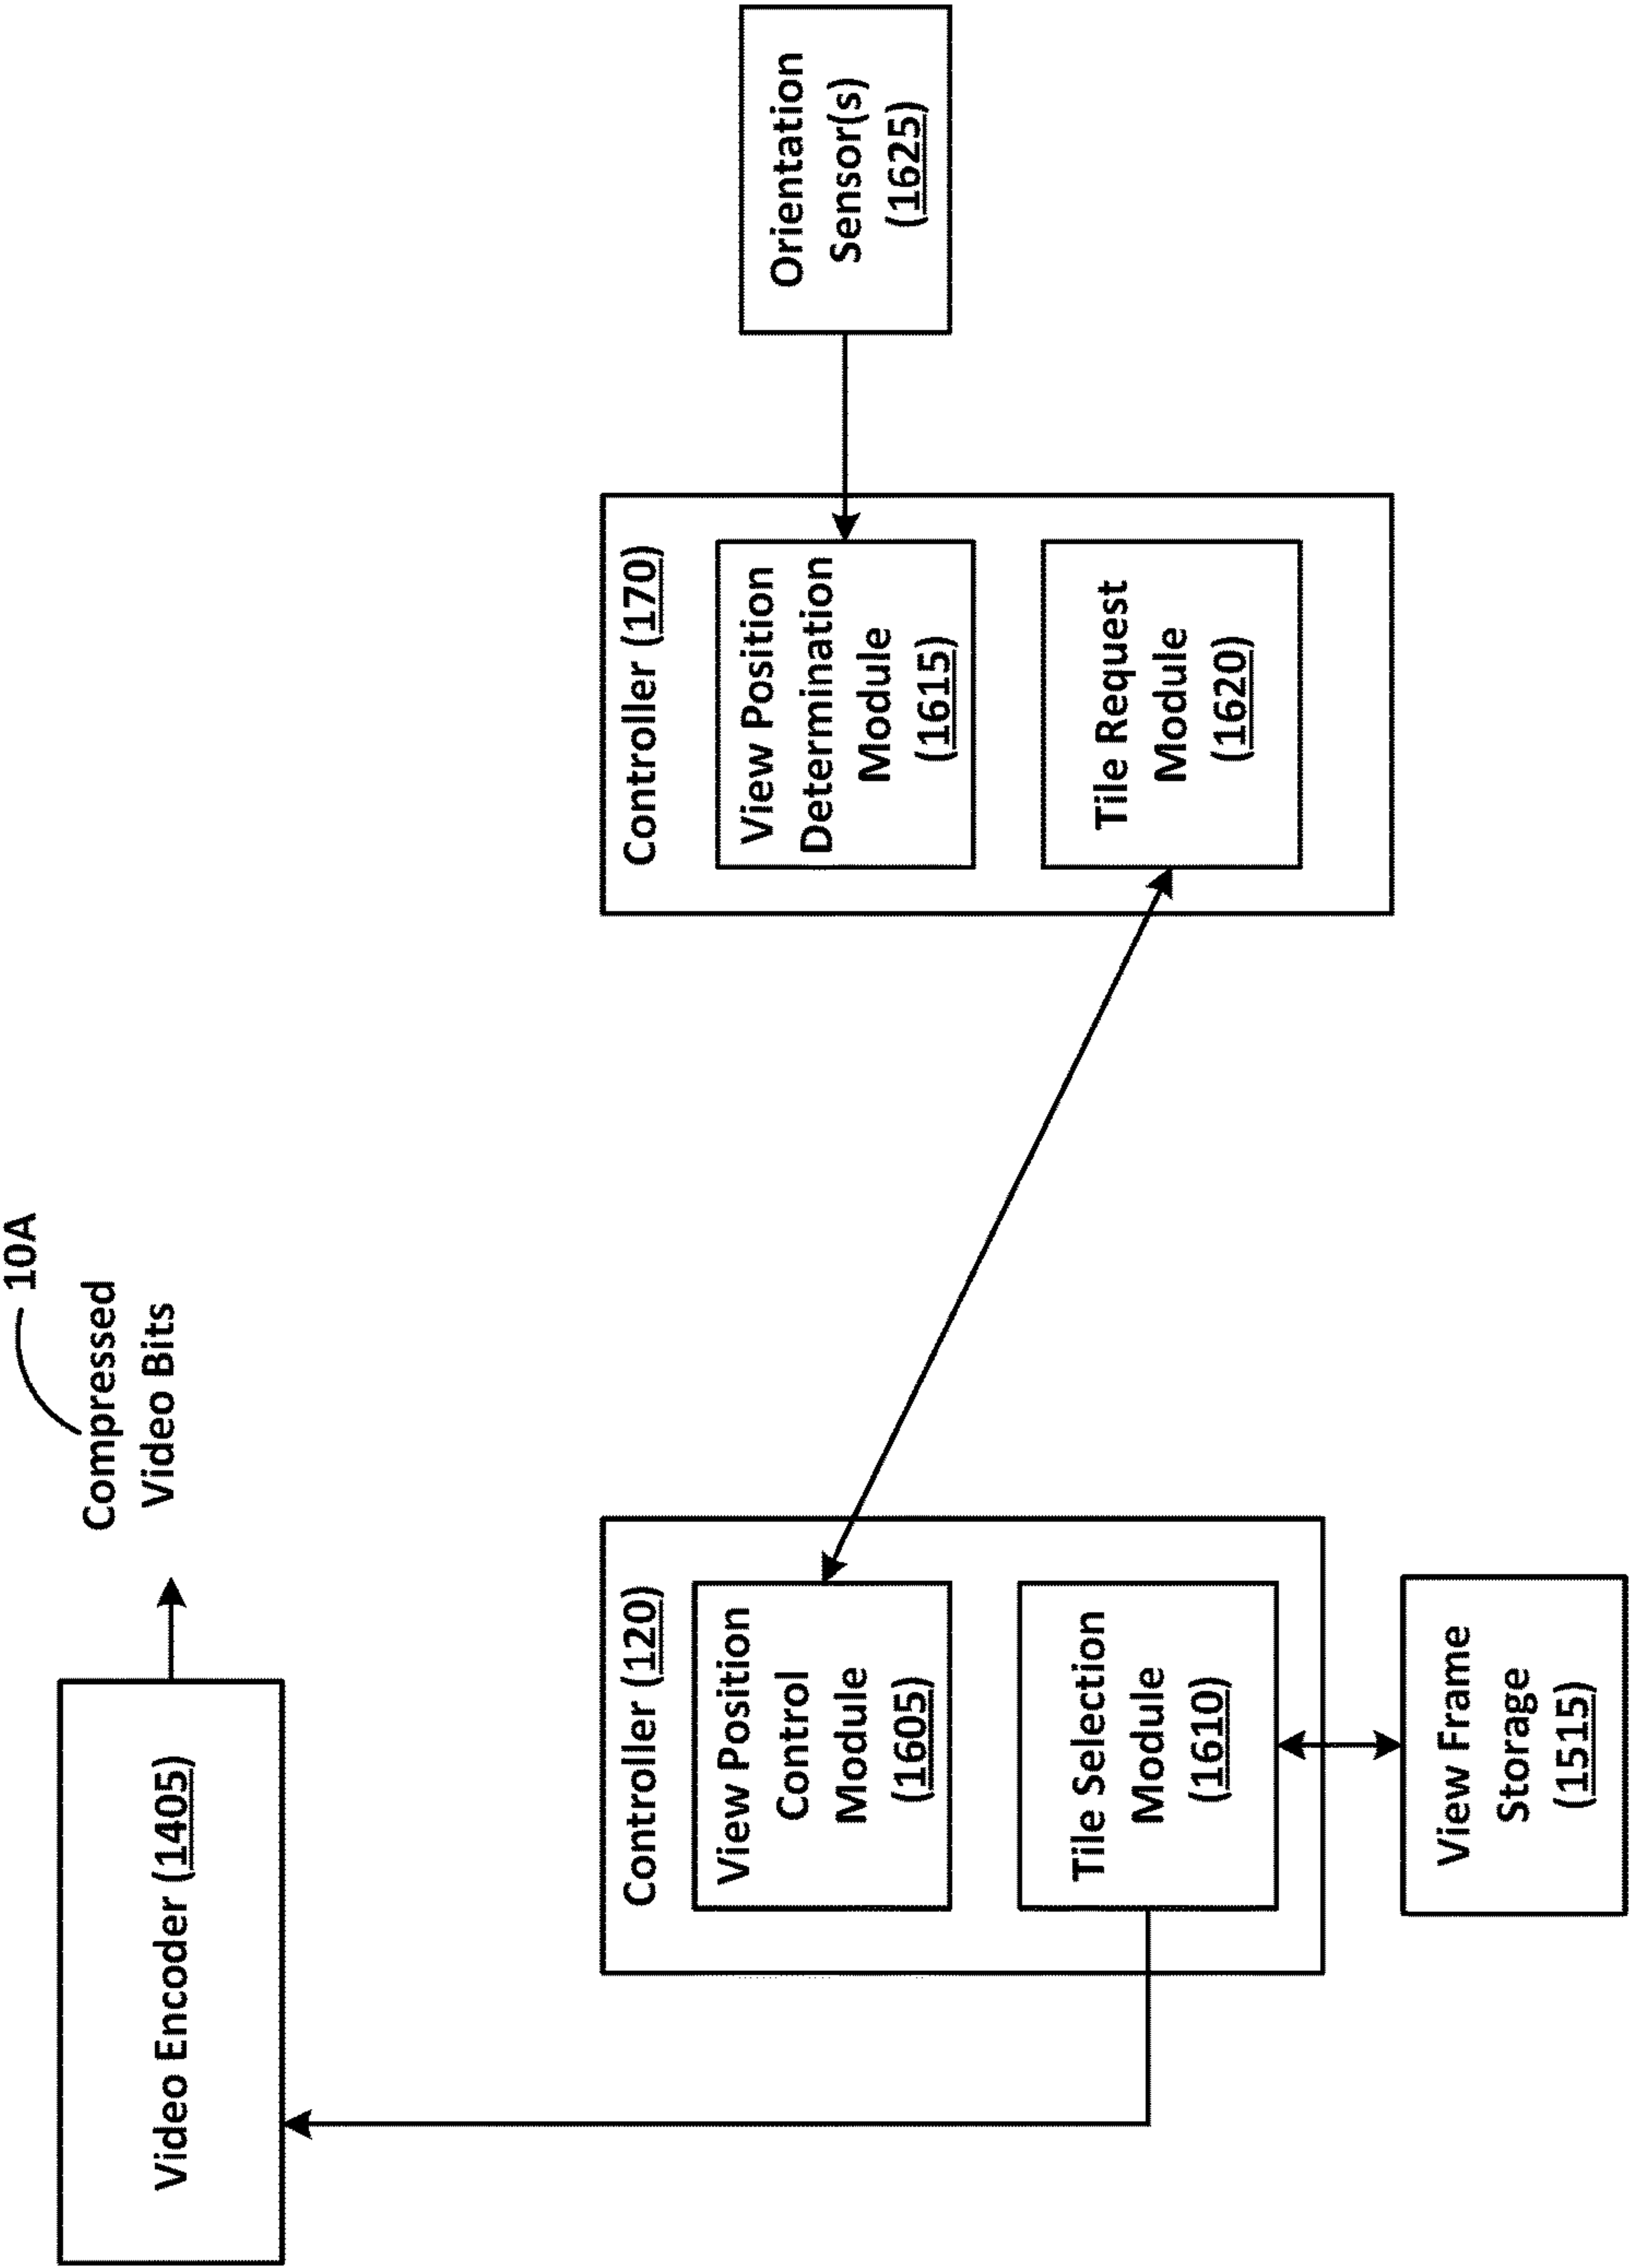 10A
Compressed
Video Bits
Video Encoder (1405)
Controller (120)
View Position
Control
Module
(1605)
Tile Selection
Module
(1610)
View Frame
Storage
(1515)
Controller (170)
View Position
Determination
Module
(1615)
Tile Request
Module
(1620)
Orientation
Sensor(s)
(1625)